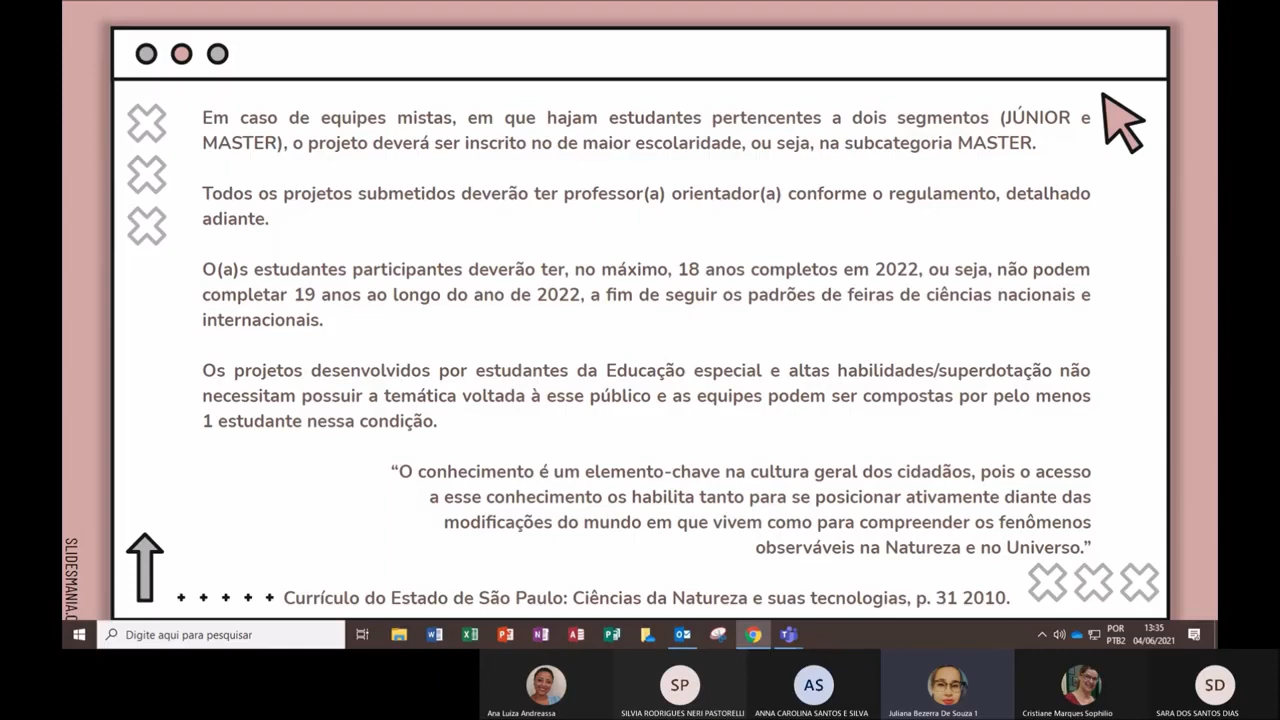 Em caso de equipes mistas, em que hajam estudantes pertencentes a dois segmentos (JÚNIOR e
MASTER), o projeto deverá ser inscrito no de maior escolaridade, ou seja, na subcategoria MASTER.
Todos os projetos submetidos deverão ter professor(a) orientador(a) conforme o regulamento, detalhado
adiante.
O(a)s estudantes participantes deverão ter, no máximo, 18 anos completos em 2022, ou seja, não podem
completar 19 anos ao longo do ano de 2022, a fim de seguir os padrões de feiras de ciências nacionais e
internacionais.
Os projetos desenvolvidos por estudantes da Educação especial e altas habilidades/superdotação não
necessitam possuir a temática voltada à esse público e as equipes podem ser compostas por pelo menos
1 estudante nessa condição.
“O conhecimento é um elemento-chave na cultura geral dos cidadãos, pois o acesso
a esse conhecimento os habilita tanto para se posicionar ativamente diante das
modificações do mundo em que vivem como para compreender os fenômenos
observáveis na Natureza e no Universo.”
Currículo do Estado de São Paulo: Ciências da Natureza e suas tecnologias, p. 31 2010.
SLIDESMANIA.
Digite aqui para pesquisar
POR
PTB2
13:35
04/06/2021
SP
AS
SD
Ana Luiza Andreassa
SILVIA RODRIGUES NERI PASTORELLI
ANNA CAROLINA SANTOS E SILVA
Juliana Bezerra De Souza 1
Cristiane Marques Sophilio
SARA DOS SANTOS DIAS